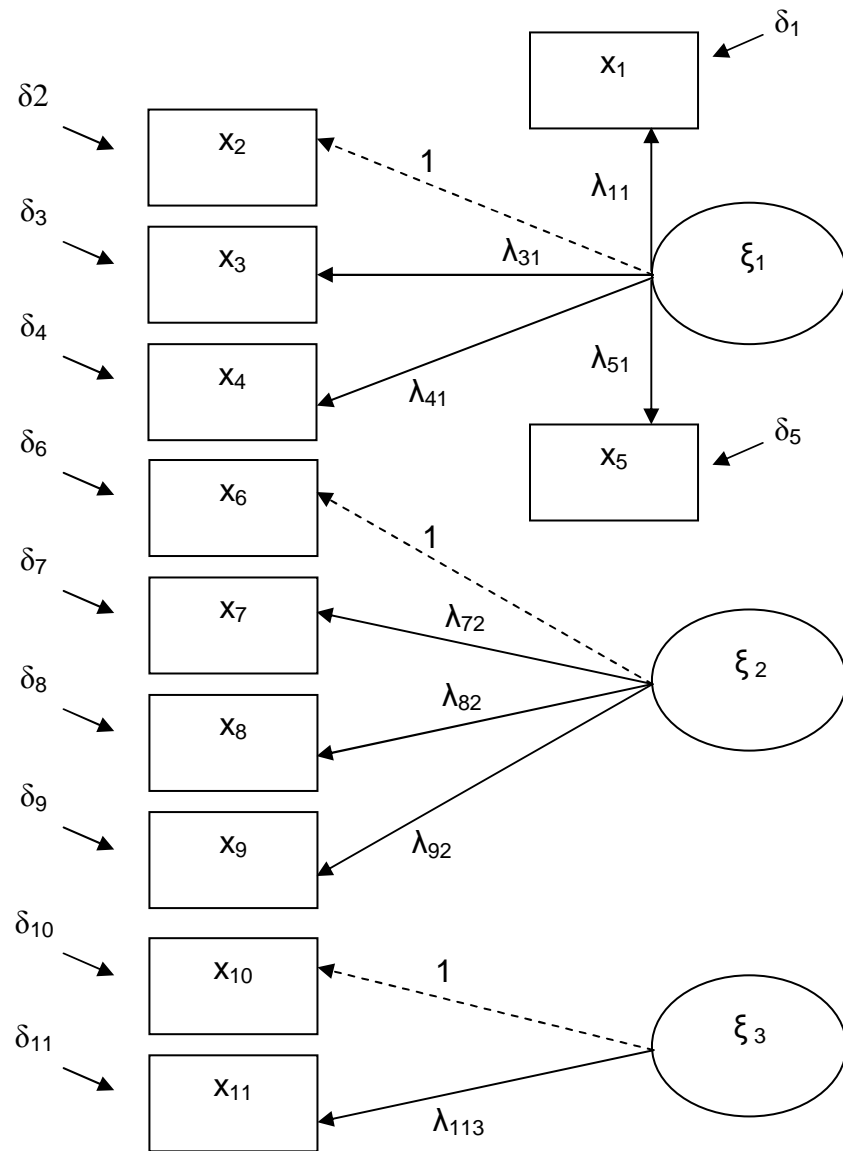 δ₁
x₁
δ2
x₂
1
λ₁₁
δ₃
x₃
λ₃₁
ξ₁
δ₄
x₄
λ₄₁
λ₅₁
δ₅
x₅
δ₆
x₆
1
δ₇
x₇
λ₇₂
ξ₂
δ₈
x₈
λ₈₂
δ₉
x₉
λ₉₂
δ₁₀
x₁₀
1
ξ₃
δ₁₁
x₁₁
λ₁₁₃